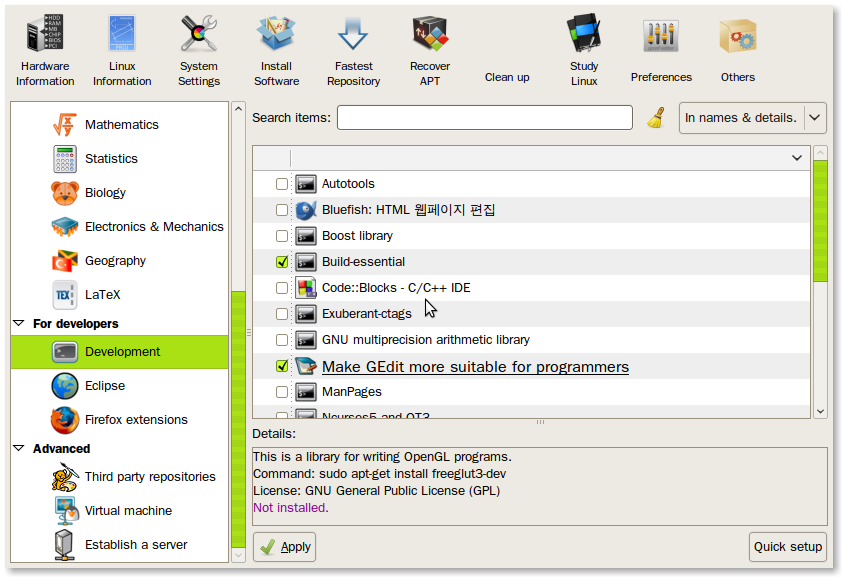 Hardware Information
Linux Information
System Settings
Install Software
Fastest Repository
Recover APT
Clean up
Study Linux
Preferences
Others
Mathematics
Statistics
Biology
Electronics & Mechanics
Geography
LaTeX
For developers
Development
Eclipse
Firefox extensions
Advanced
Third party repositories
Virtual machine
Establish a server
Search items:
In names & details.
Autotools
Bluefish: HTML 웹페이지 편집
Boost library
Build-essential
Code::Blocks - C/C++ IDE
Exuberant-ctags
GNU multiprecision arithmetic library
Make GEdit more suitable for programmers
ManPages
Ncurses5 and QT3
Details:
This is a library for writing OpenGL programs.
Command: sudo apt-get install freeglut3-dev
License: GNU General Public License (GPL)
Not installed.
Apply
Quick setup